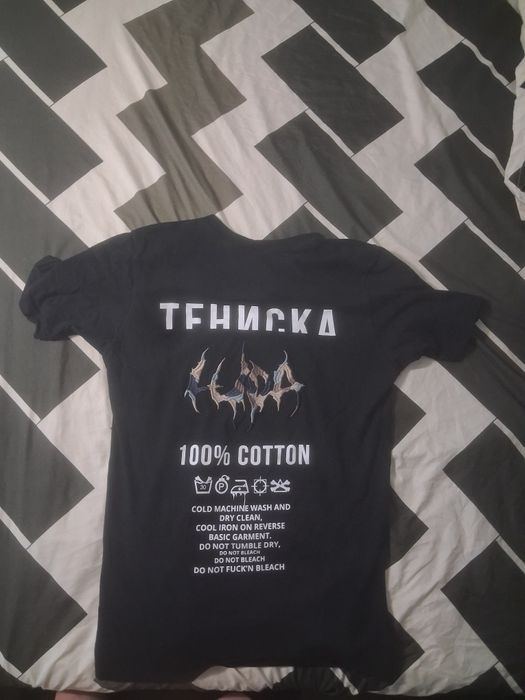 ТЕНИСКА
100% COTTON
30 P
COLD MACHINE WASH AND
DRY CLEAN,
COOL IRON ON REVERSE
BASIC GARMENT.
DO NOT TUMBLE DRY,
DO NOT BLEACH
DO NOT BLEACH
DO NOT FUCK'N BLEACH